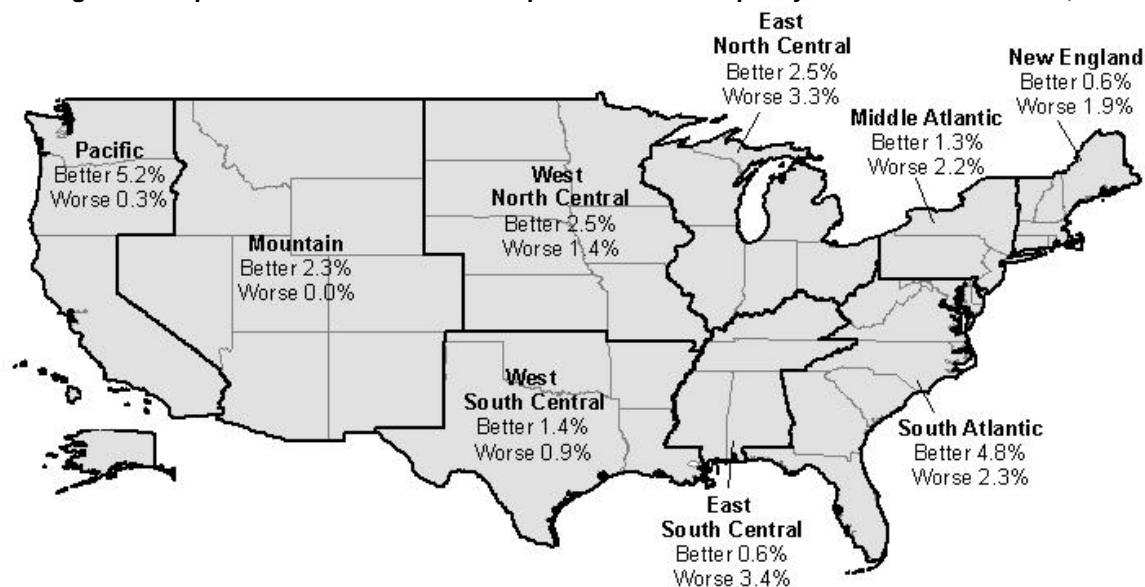 East
North Central
Better 2.5%
Worse 3.3%
New England
Better 0.6%
Worse 1.9%
Middle Atlantic
Better 1.3%
Worse 2.2%
Pacific
Better 5.2%
Worse 0.3%
West
North Central
Better 2.5%
Worse 1.4%
Mountain
Better 2.3%
Worse 0.0%
West
South Central
Better 1.4%
Worse 0.9%
South Atlantic
Better 4.8%
Worse 2.3%
East
South Central
Better 0.6%
Worse 3.4%